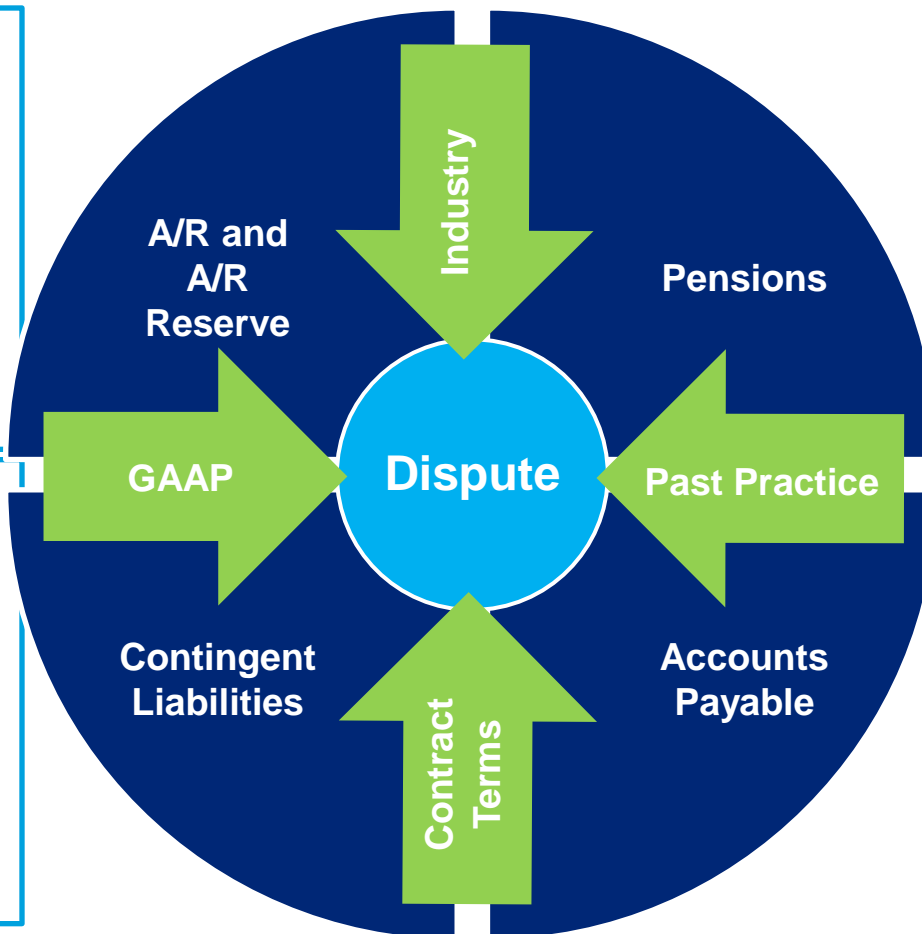 Industry
A/R and
A/R
Reserve
Pensions
GAAP
Dispute
Past Practice
Contingent
Liabilities
Contract
Terms
Accounts
Payable